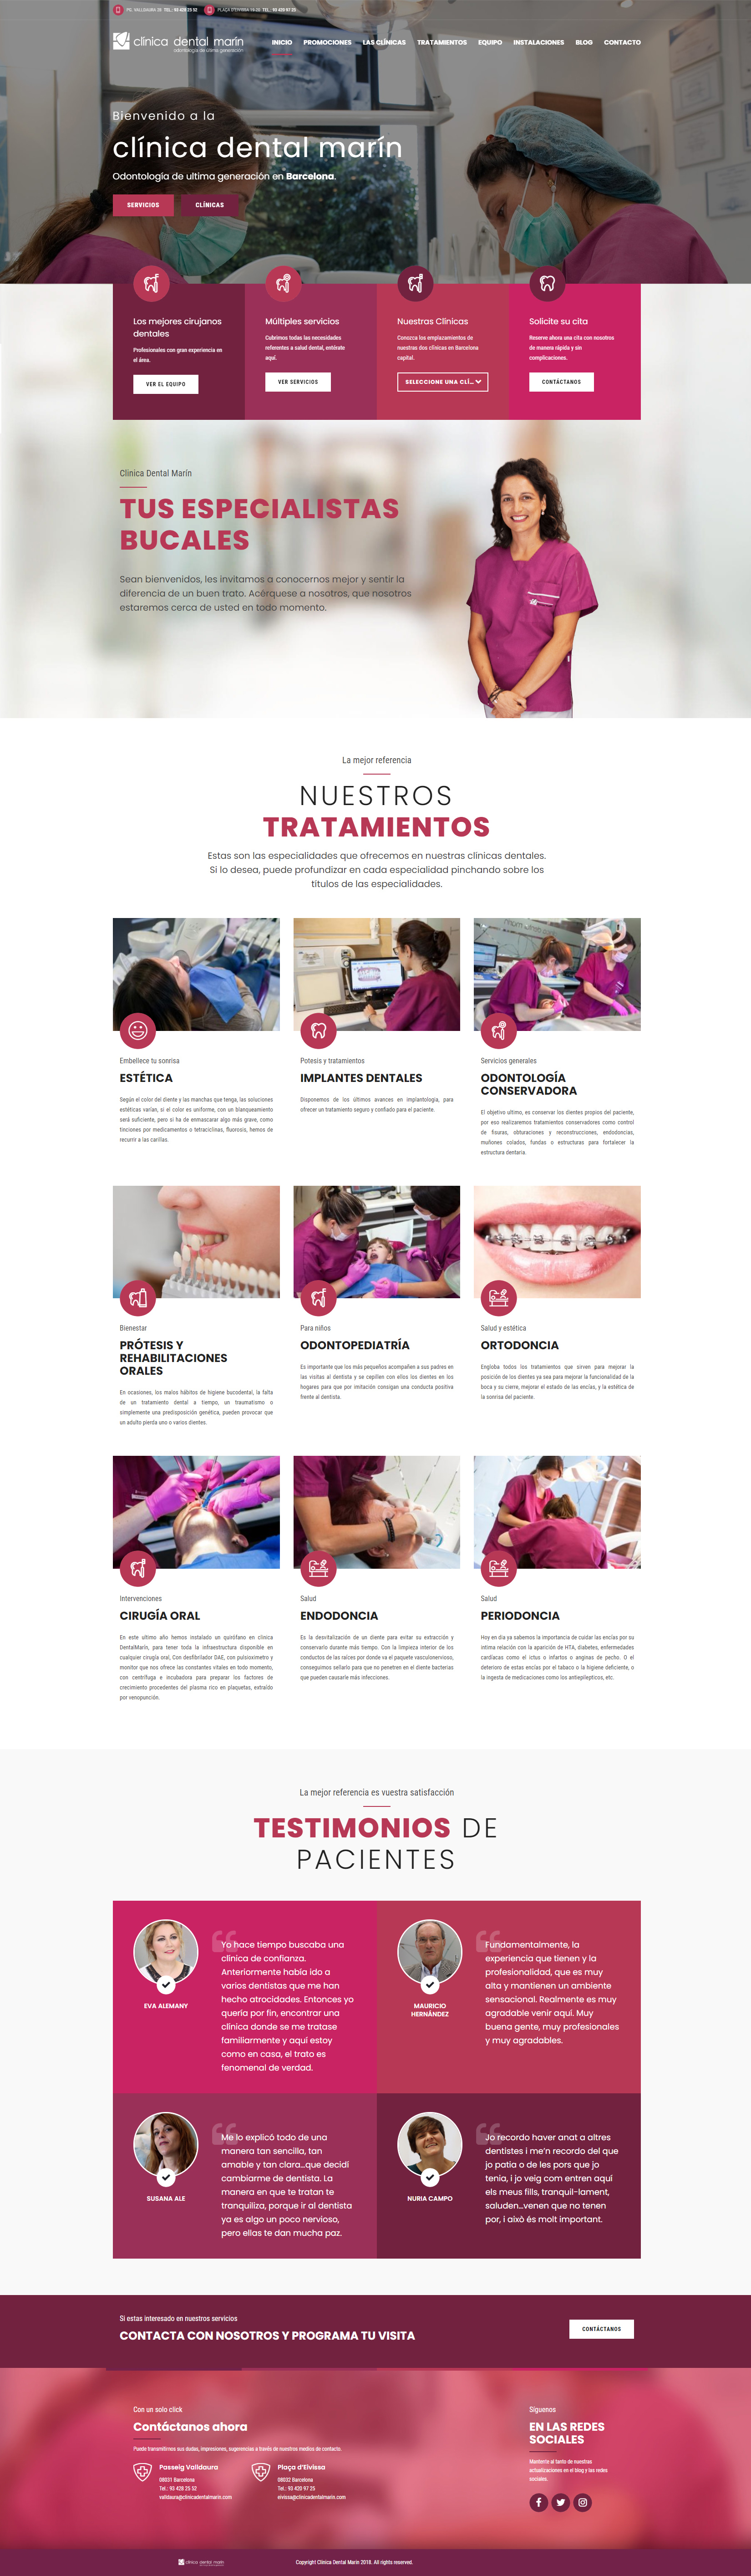 PG. VALLDAURA 28 TEL.: 93 428 25 52 PLAÇA D'EIVISSA 19-20 TEL.: 93 420 97 25
clínica dental marín
INICIO PROMOCIONES LAS CLÍNICAS TRATAMIENTOS EQUIPO INSTALACIONES BLOG CONTACTO
Bienvenido a la
clínica dental marín
Odontología de ultima generación en Barcelona.
SERVICIOS CLÍNICAS
Los mejores cirujanos
dentales
Profesionales con gran experiencia en
el área.
VER EL EQUIPO
Múltiples servicios
Cubrimos todas las necesidades
referentes a salud dental, entérate
aquí.
VER SERVICIOS
Nuestras Clínicas
Conozca los emplazamientos de
nuestras dos clínicas en Barcelona
capital.
SELECCIONE UNA CLÍ...
Solicite su cita
Reserve ahora una cita con nosotros
de manera rápida y sin
complicaciones.
CONTÁCTANOS
Clinica Dental Marín
TUS ESPECIALISTAS
BUCALES
Sean bienvenidos, les invitamos a conocernos mejor y sentir la
diferencia de un buen trato. Acérquese a nosotros, que nosotros
estaremos cerca de usted en todo momento.
La mejor referencia
NUESTROS
TRATAMIENTOS
Estas son las especialidades que ofrecemos en nuestras clínicas dentales.
Si lo desea, puede profundizar en cada especialidad pinchando sobre los
títulos de las especialidades.
Embellece tu sonrisa
ESTÉTICA
Según el color del diente y las manchas que tenga, las soluciones
estéticas varían, si el color es uniforme, con un blanqueamiento
será suficiente, pero si ha de enmascarar algo más grave, como
tinciones por medicamentos o tetraciclinas, fluorosis, hemos de
recurrir a las carillas.
Potesis y tratamientos
IMPLANTES DENTALES
Disponemos de los últimos avances en implantología, para
ofrecer un tratamiento seguro y confiado para el paciente.
Servicios generales
ODONTOLOGÍA
CONSERVADORA
El objetivo ultimo, es conservar los dientes propios del paciente,
por eso realizaremos tratamientos conservadores como control
de fisuras, obturaciones y reconstrucciones, endodoncias,
muñones colados, fundas o estructuras para fortalecer la
estructura dentaria.
Bienestar
PRÓTESIS Y
REHABILITACIONES
ORALES
En ocasiones, los malos hábitos de higiene bucodental, la falta
de un tratamiento dental a tiempo, un traumatismo o
simplemente una predisposición genética, pueden provocar que
un adulto pierda uno o varios dientes.
Para niños
ODONTOPEDIATRÍA
Es importante que los más pequeños acompañen a sus padres en
las visitas al dentista y se cepillen con ellos los dientes en los
hogares para que por imitación consigan una conducta positiva
frente al dentista.
Salud y estética
ORTODONCIA
Engloba todos los tratamientos que sirven para mejorar la
posición de los dientes ya sea para mejorar la funcionalidad de la
boca y su cierre, mejorar el estado de las encías, y la estética de
la sonrisa del paciente.
Intervenciones
CIRUGÍA ORAL
En este ultimo año hemos instalado un quirófano en clínica
DentalMarín, para tener toda la infraestructura disponible en
cualquier cirugía oral, Con desfibrilador DAE, con pulsioximetro y
monitor que nos ofrece las constantes vitales en todo momento,
con centrifuga e incubadora para preparar los factores de
crecimiento procedentes del plasma rico en plaquetas, extraído
por venopunción.
Salud
ENDODONCIA
Es la desvitalización de un diente para evitar su extracción y
conservarlo durante más tiempo. Con la limpieza interior de los
conductos de las raíces por donde va el paquete vasculonervioso,
conseguimos sellarlo para que no penetren en el diente bacterias
que pueden causarle más infecciones.
Salud
PERIODONCIA
Hoy en día ya sabemos la importancia de cuidar las encías por su
intima relación con la aparición de HTA, diabetes, enfermedades
cardiacas como el ictus o infartos o anginas de pecho. O el
deterioro de estas encías por el tabaco o la higiene deficiente, o
la ingesta de medicaciones como los antiepilepticos, etc.
La mejor referencia es vuestra satisfacción
TESTIMONIOS DE
PACIENTES
EVA ALEMANY
Yo hace tiempo buscaba una
clínica de confianza.
Anteriormente había ido a
varios dentistas que me han
hecho atrocidades. Entonces yo
quería por fin, encontrar una
clínica donde se me tratase
familiarmente y aquí estoy
como en casa, el trato es
fenomenal de verdad.
MAURICIO
HERNÁNDEZ
Fundamentalmente, la
experiencia que tienen y la
profesionalidad, que es muy
alta y mantienen un ambiente
sensacional. Realmente es muy
agradable venir aquí. Muy
buena gente, muy profesionales
y muy agradables.
SUSANA ALE
Me lo explicó todo de una
manera tan sencilla, tan
amable y tan clara...que decidí
cambiarme de dentista. La
manera en que te tratan te
tranquiliza, porque ir al dentista
ya es algo un poco nervioso,
pero ellas te dan mucha paz.
NURIA CAMPO
Jo recordo haver anat a altres
dentistes i me'n recordo del que
jo patia o de les pors que jo
tenia, i jo veig com entren aquí
els meus fills, tranquil·lament,
saluden...venen que no tenen
por, i això és molt important.
Si estas interesado en nuestros servicios
CONTACTA CON NOSOTROS Y PROGRAMA TU VISITA
CONTÁCTANOS
Con un solo click
Contáctanos ahora
Puede transmitirnos sus dudas, impresiones, sugerencias a través de nuestros medios de contacto.
Passeig Valldaura
08031 Barcelona
Tel.: 93 428 25 52
valldaura@clinicadentalmarin.com
Plaça d'Eivissa
08032 Barcelona
Tel.: 93 420 97 25
eivissa@clinicadentalmarin.com
Síguenos
EN LAS REDES
SOCIALES
Mantente al tanto de nuestras
actualizaciones en el blog y las redes
sociales.
clínica dental marín
Copyright Clínica Dental Marín 2018. All rights reserved.